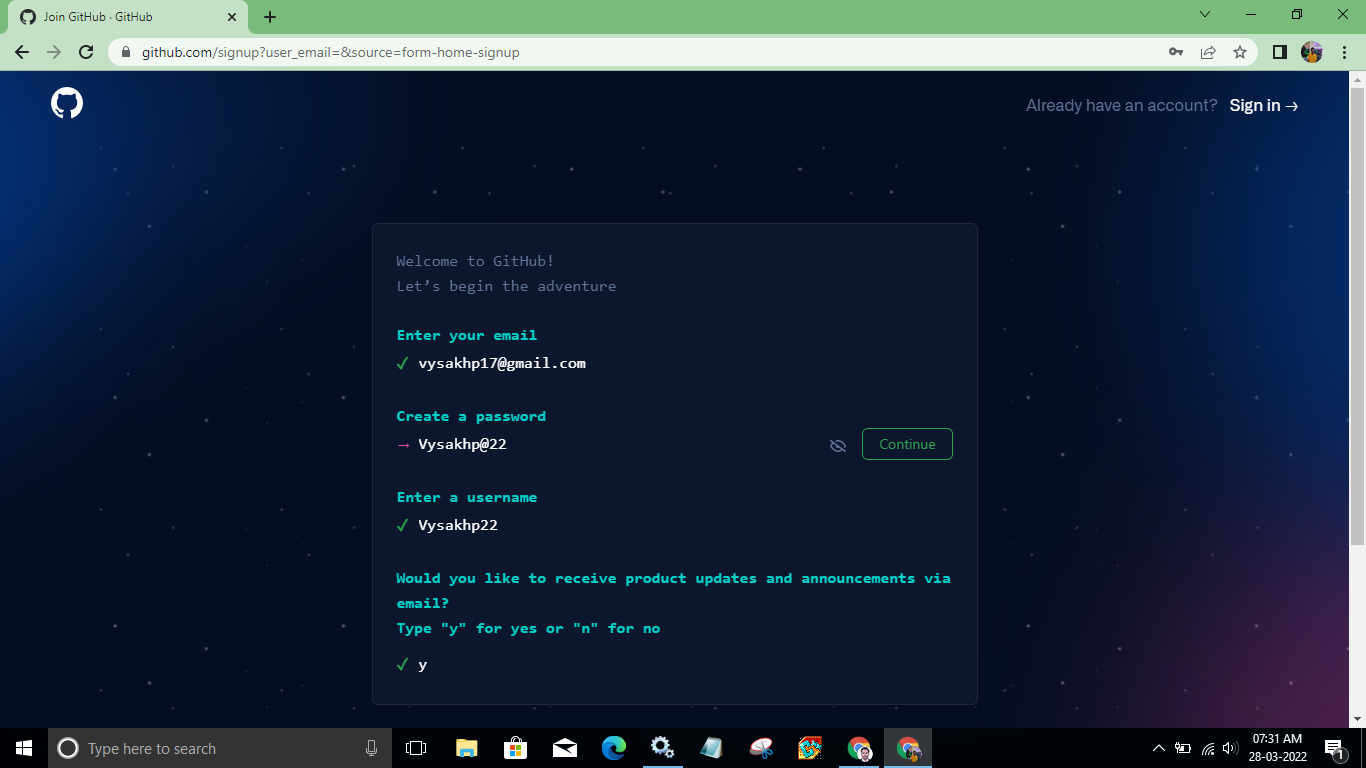 Join GitHub · GitHub
github.com/signup?user_email=&source=form-home-signup
Already have an account? Sign in →
Welcome to GitHub!
Let’s begin the adventure
Enter your email
✓ vysakhp17@gmail.com
Create a password
→ Vysakhp@22
Continue
Enter a username
✓ Vysakhp22
Would you like to receive product updates and announcements via
email?
Type "y" for yes or "n" for no
✓ y
Type here to search
07:31 AM
28-03-2022
1